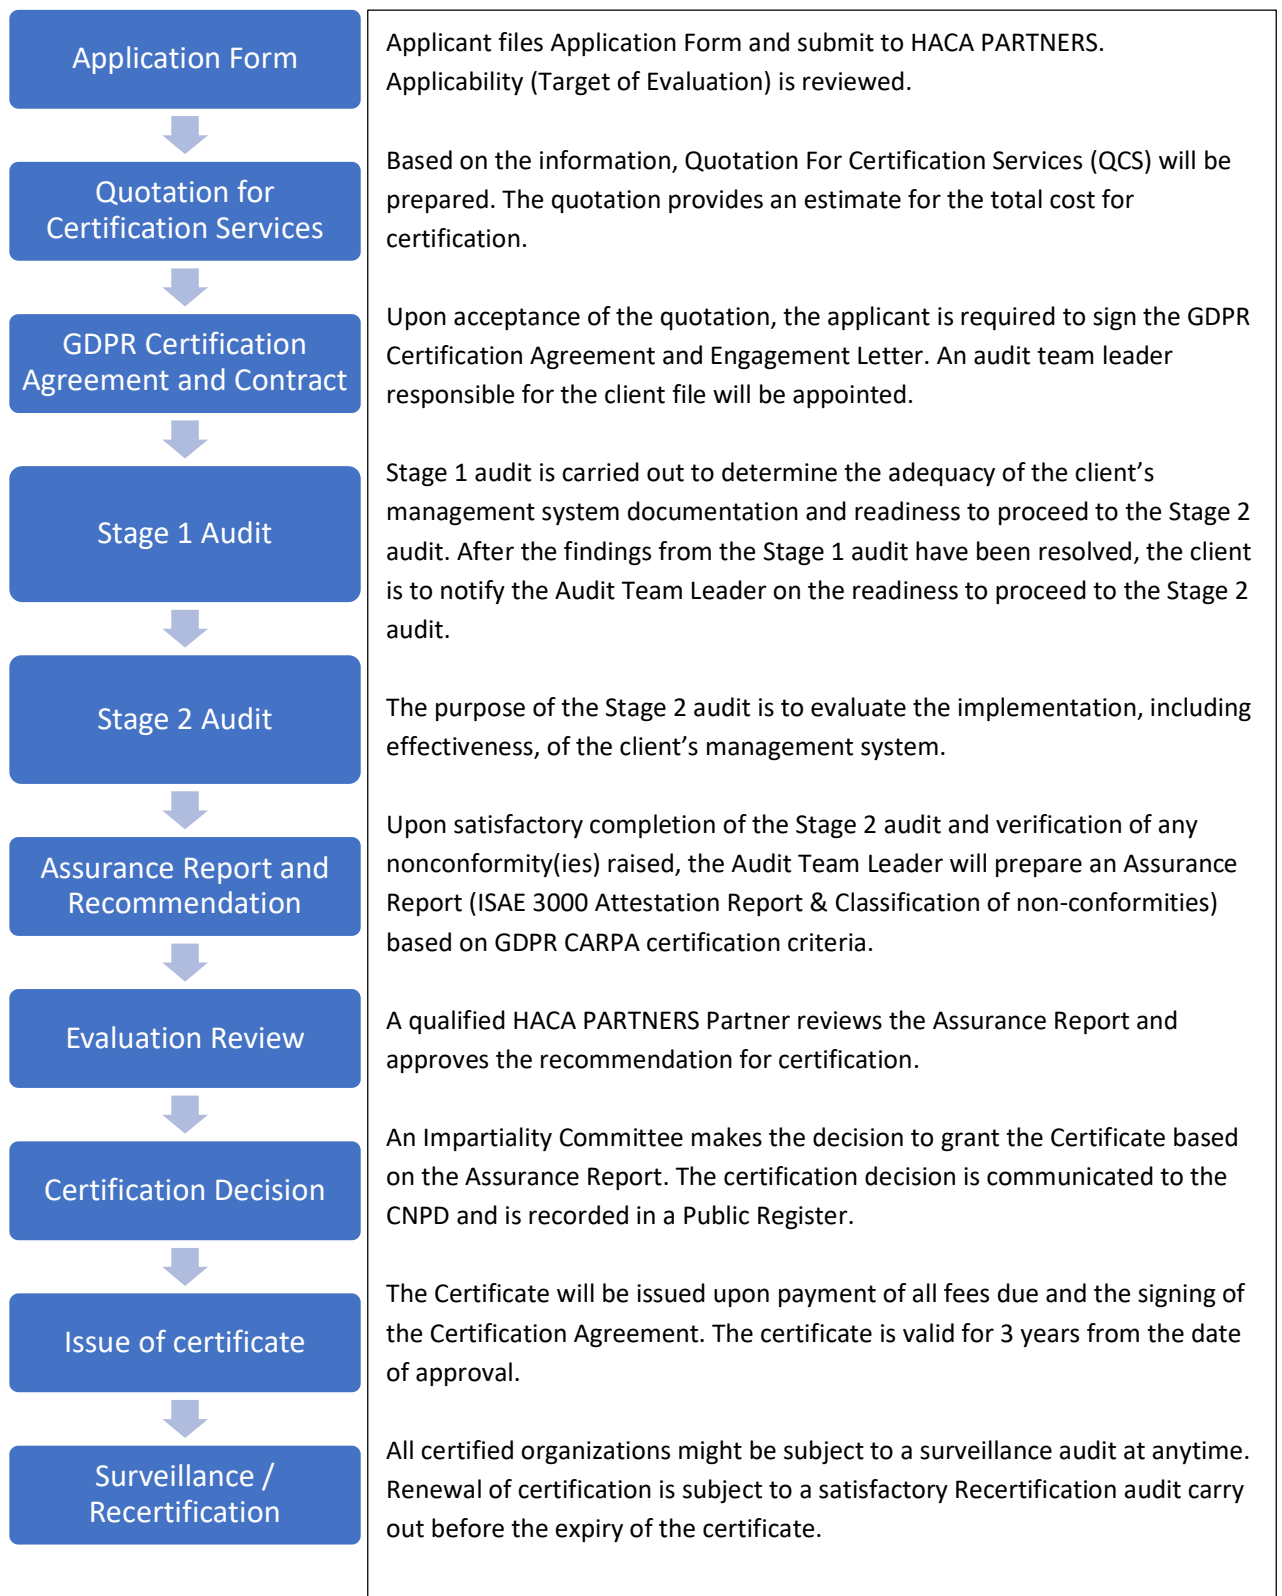 Application Form
Applicant files Application Form and submit to HACA PARTNERS.
Applicability (Target of Evaluation) is reviewed.
Quotation for
Certification Services
Based on the information, Quotation For Certification Services (QCS) will be
prepared. The quotation provides an estimate for the total cost for
certification.
GDPR Certification
Agreement and Contract
Upon acceptance of the quotation, the applicant is required to sign the GDPR
Certification Agreement and Engagement Letter. An audit team leader
responsible for the client file will be appointed.
Stage 1 Audit
Stage 1 audit is carried out to determine the adequacy of the client’s
management system documentation and readiness to proceed to the Stage 2
audit. After the findings from the Stage 1 audit have been resolved, the client
is to notify the Audit Team Leader on the readiness to proceed to the Stage 2
audit.
Stage 2 Audit
The purpose of the Stage 2 audit is to evaluate the implementation, including
effectiveness, of the client’s management system.
Assurance Report and
Recommendation
Upon satisfactory completion of the Stage 2 audit and verification of any
nonconformity(ies) raised, the Audit Team Leader will prepare an Assurance
Report (ISAE 3000 Attestation Report & Classification of non-conformities)
based on GDPR CARPA certification criteria.
Evaluation Review
A qualified HACA PARTNERS Partner reviews the Assurance Report and
approves the recommendation for certification.
Certification Decision
An Impartiality Committee makes the decision to grant the Certificate based
on the Assurance Report. The certification decision is communicated to the
CNPD and is recorded in a Public Register.
Issue of certificate
The Certificate will be issued upon payment of all fees due and the signing of
the Certification Agreement. The certificate is valid for 3 years from the date
of approval.
Surveillance /
Recertification
All certified organizations might be subject to a surveillance audit at anytime.
Renewal of certification is subject to a satisfactory Recertification audit carry
out before the expiry of the certificate.